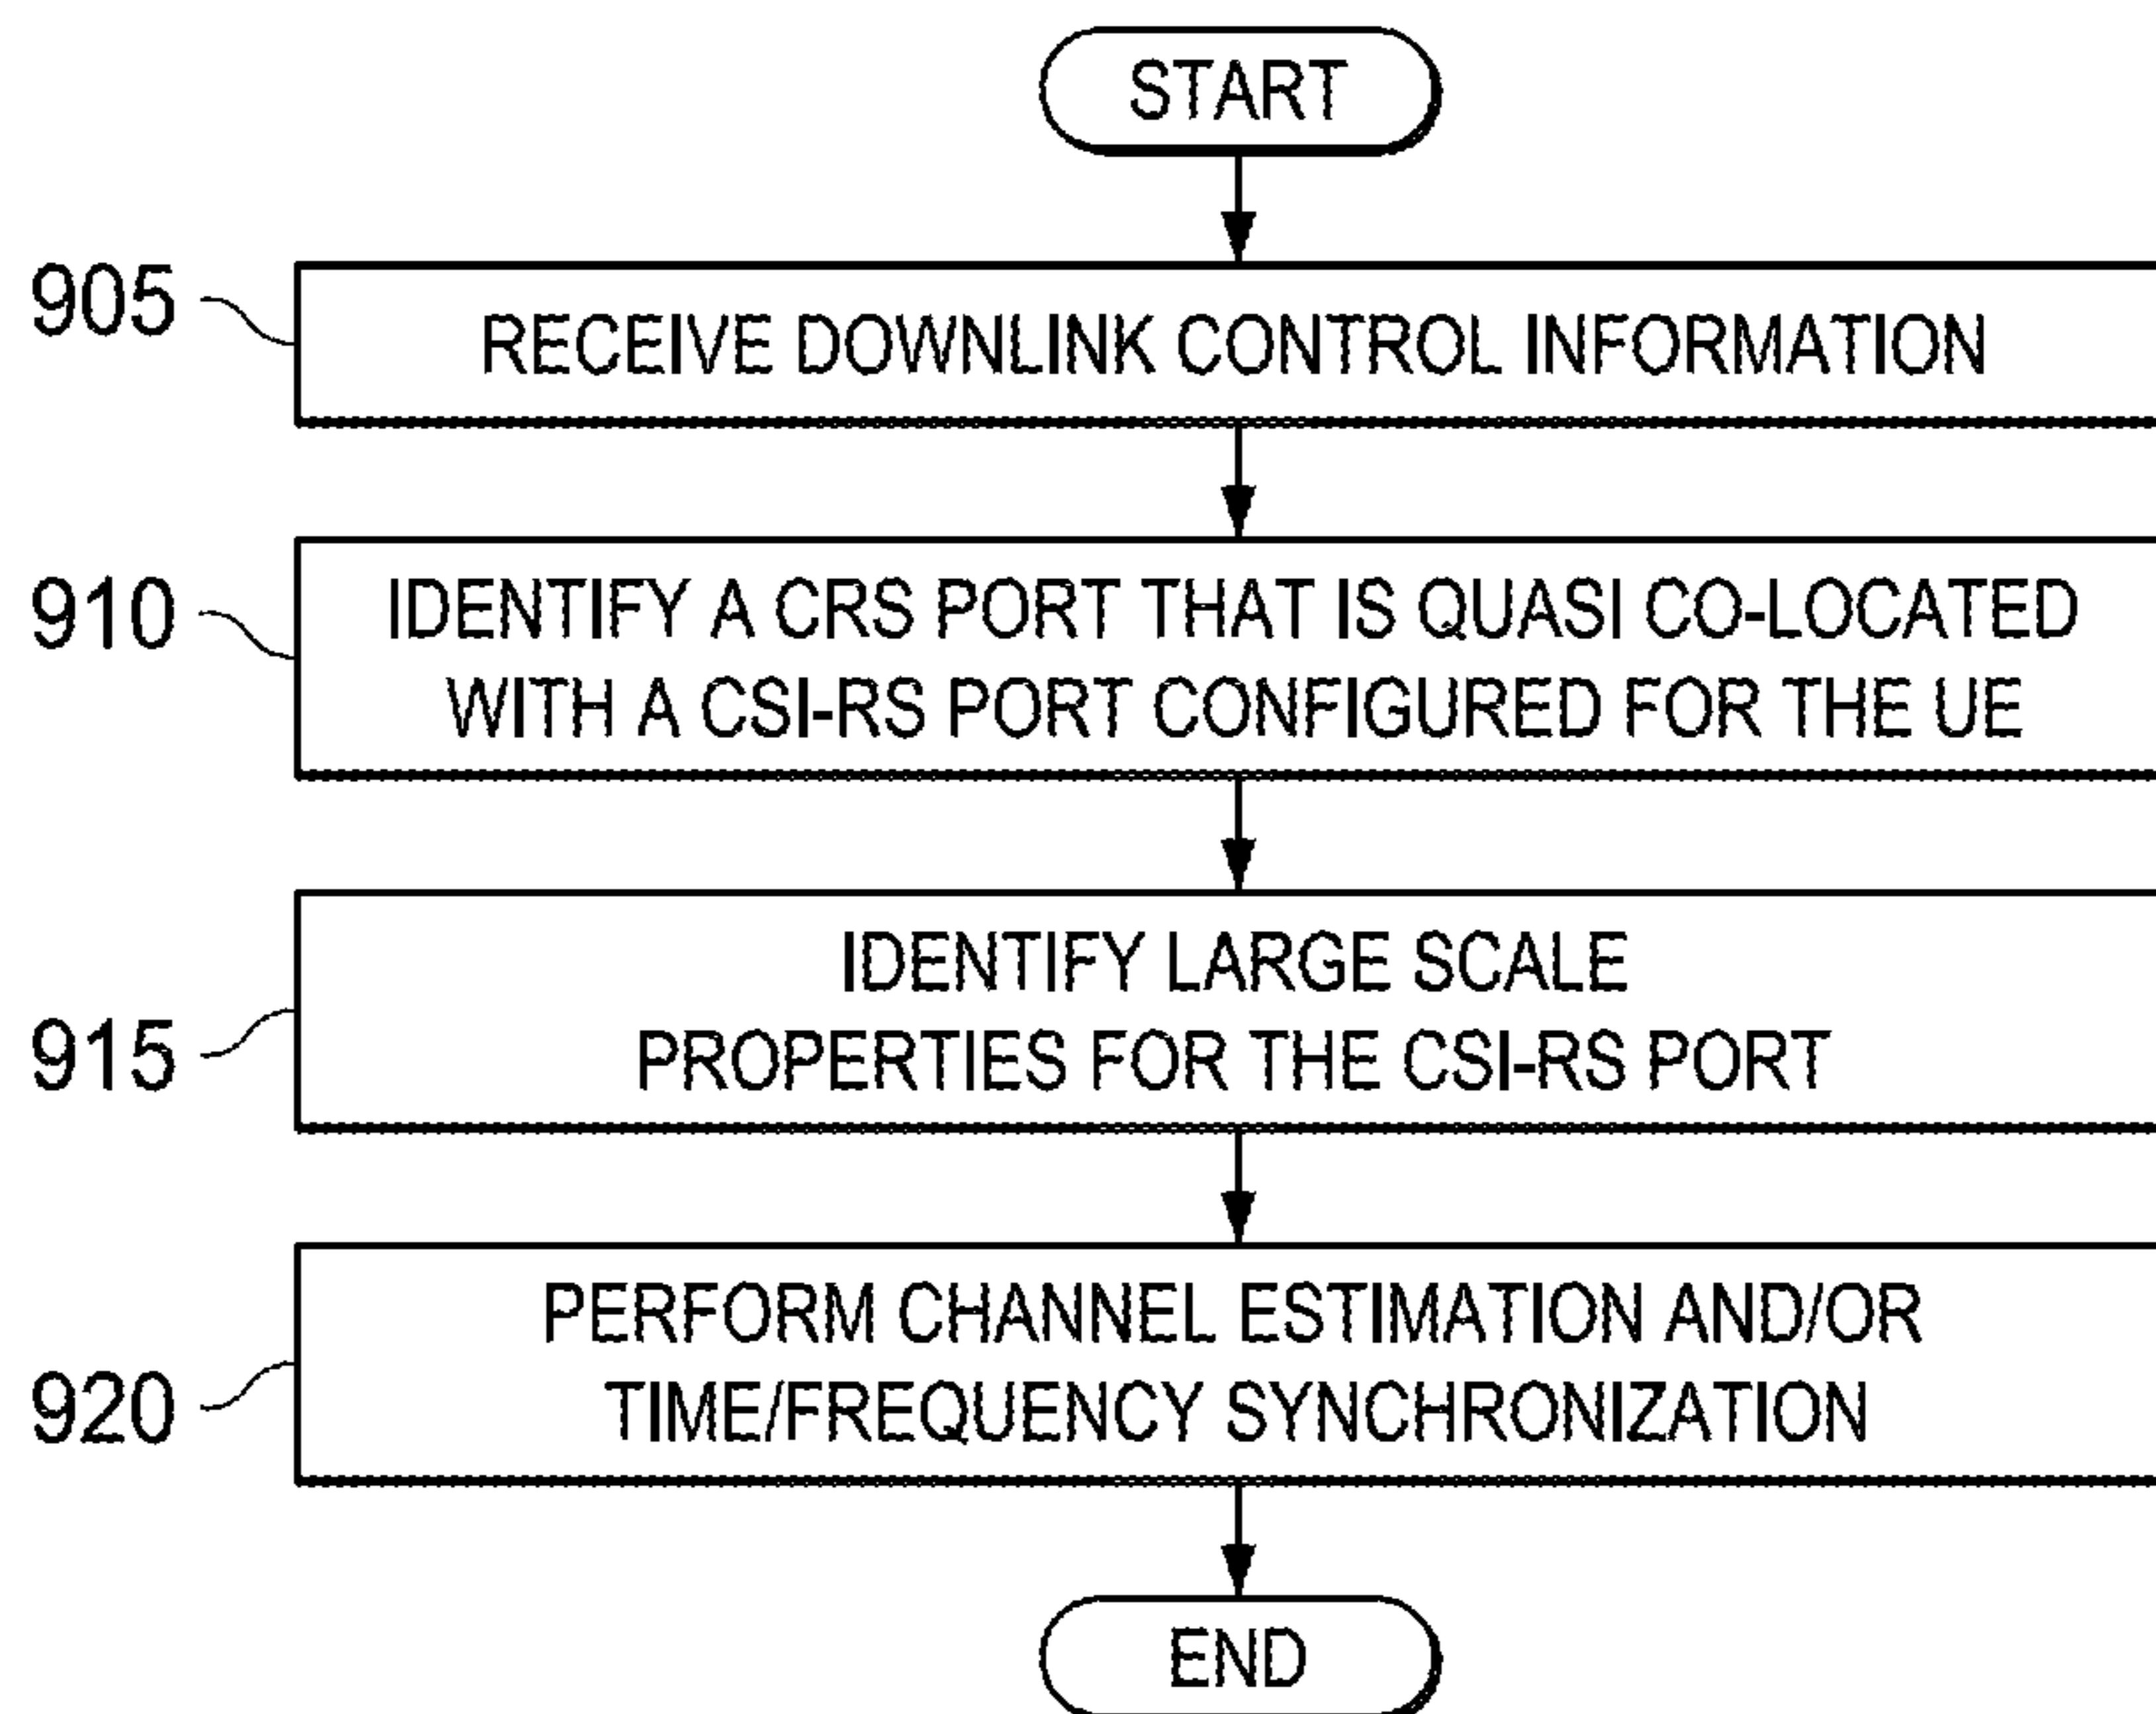 START
905
RECEIVE DOWNLINK CONTROL INFORMATION
910
IDENTIFY A CRS PORT THAT IS QUASI CO-LOCATED
WITH A CSI-RS PORT CONFIGURED FOR THE UE
IDENTIFY LARGE SCALE
PROPERTIES FOR THE CSI-RS PORT
915
PERFORM CHANNEL ESTIMATION AND/OR
TIME/FREQUENCY SYNCHRONIZATION
920
END